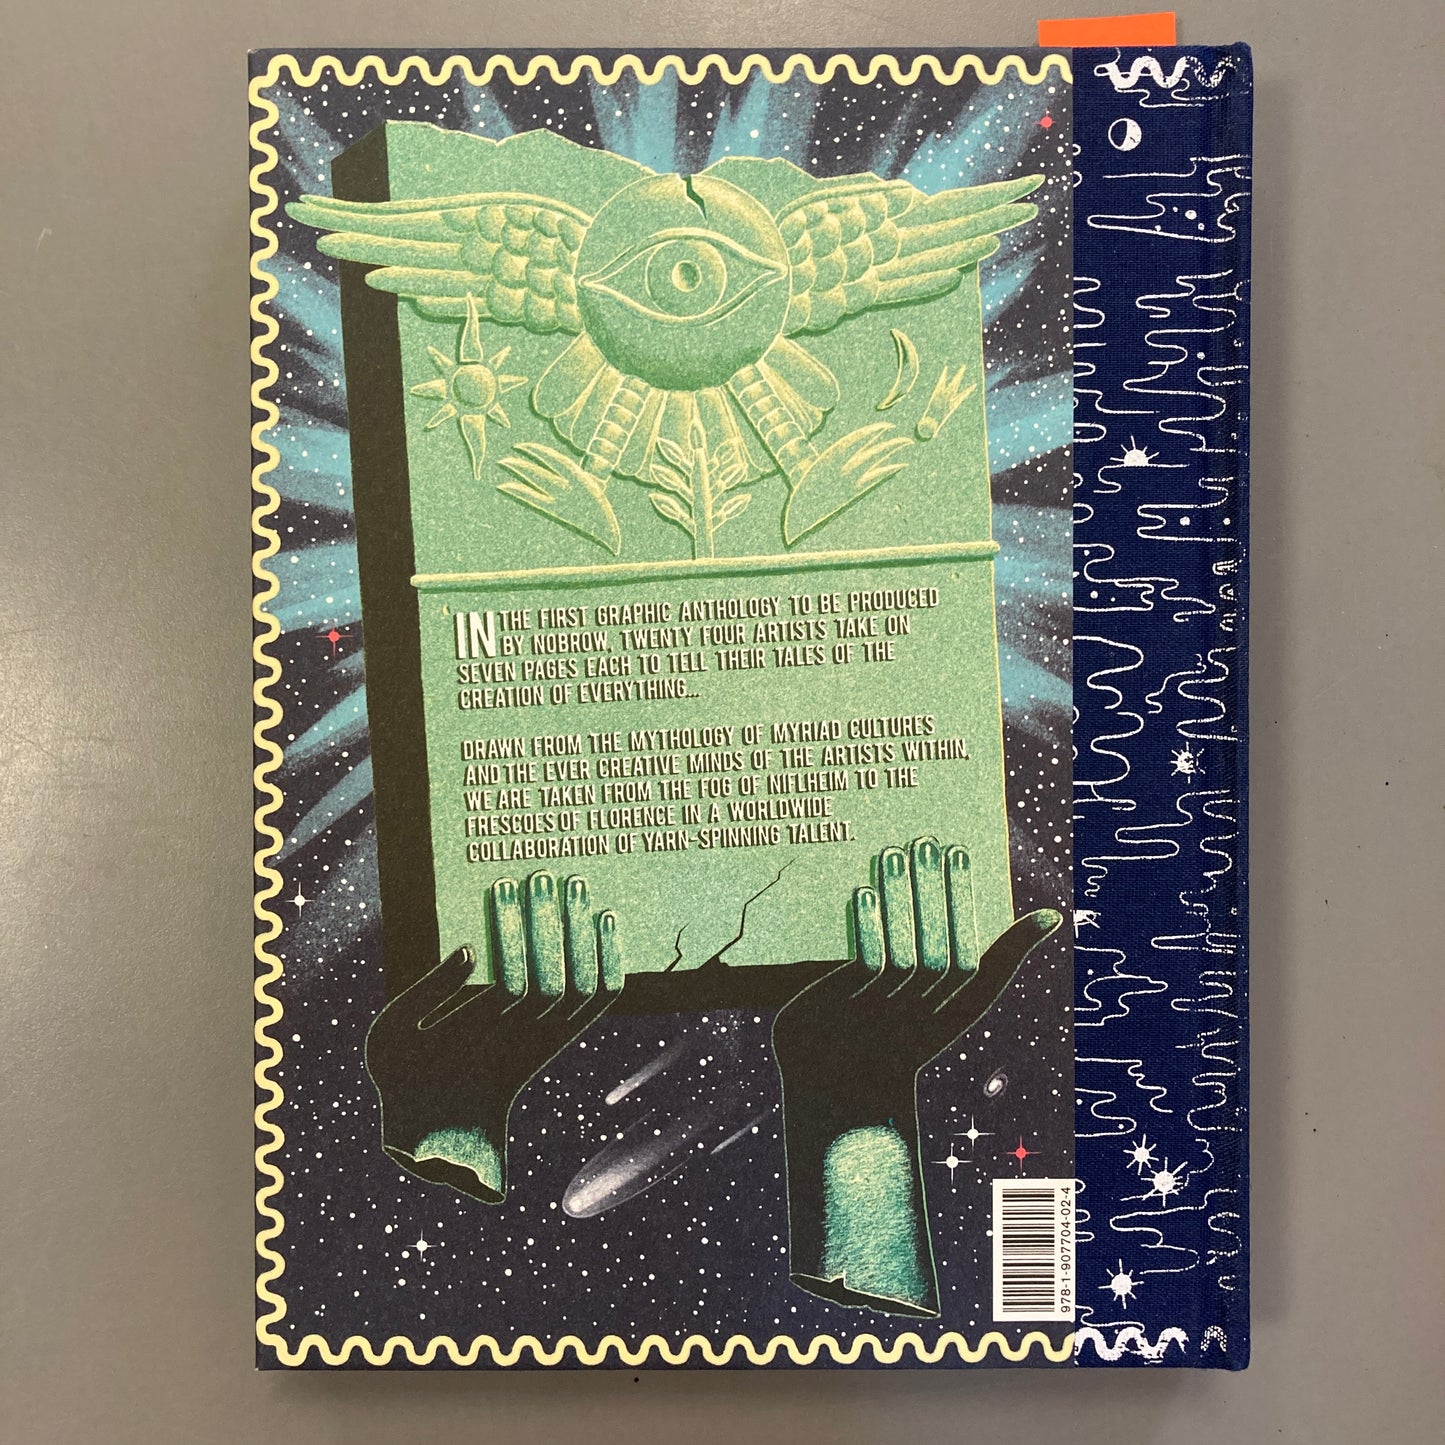 IN THE FIRST GRAPHIC ANTHOLOGY TO BE PRODUCED
BY NOBROW, TWENTY FOUR ARTISTS TAKE ON
SEVEN PAGES EACH TO TELL THEIR TALES OF THE
CREATION OF EVERYTHING...
DRAWN FROM THE MYTHOLOGY OF MYRIAD CULTURES
AND THE EVER CREATIVE MINDS OF THE ARTISTS WITHIN,
WE ARE TAKEN FROM THE FOG OF NIFLHEIM TO THE
FRESCOES OF FLORENCE IN A WORLDWIDE
COLLABORATION OF YARN-SPINNING TALENT.
978-1-907704-02-4